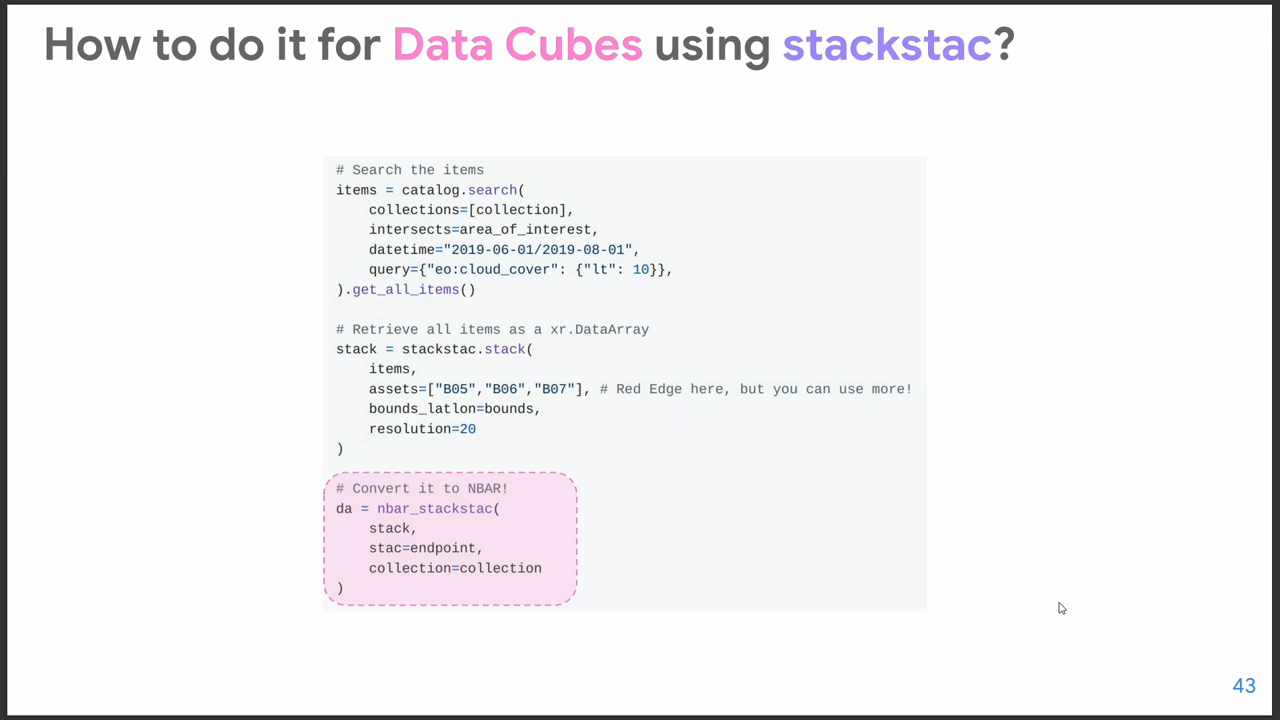 How to do it for Data Cubes using stackstac?
# Search the items
items = catalog.search(
    collections=[collection],
    intersects=area_of_interest,
    datetime="2019-06-01/2019-08-01",
    query={"eo:cloud_cover": {"lt": 10}},
).get_all_items()

# Retrieve all items as a xr.DataArray
stack = stackstac.stack(
    items,
    assets=["B05","B06","B07"], # Red Edge here, but you can use more!
    bounds_latlon=bounds,
    resolution=20
)

# Convert it to NBAR!
da = nbar_stackstac(
    stack,
    stac=endpoint,
    collection=collection
)
43